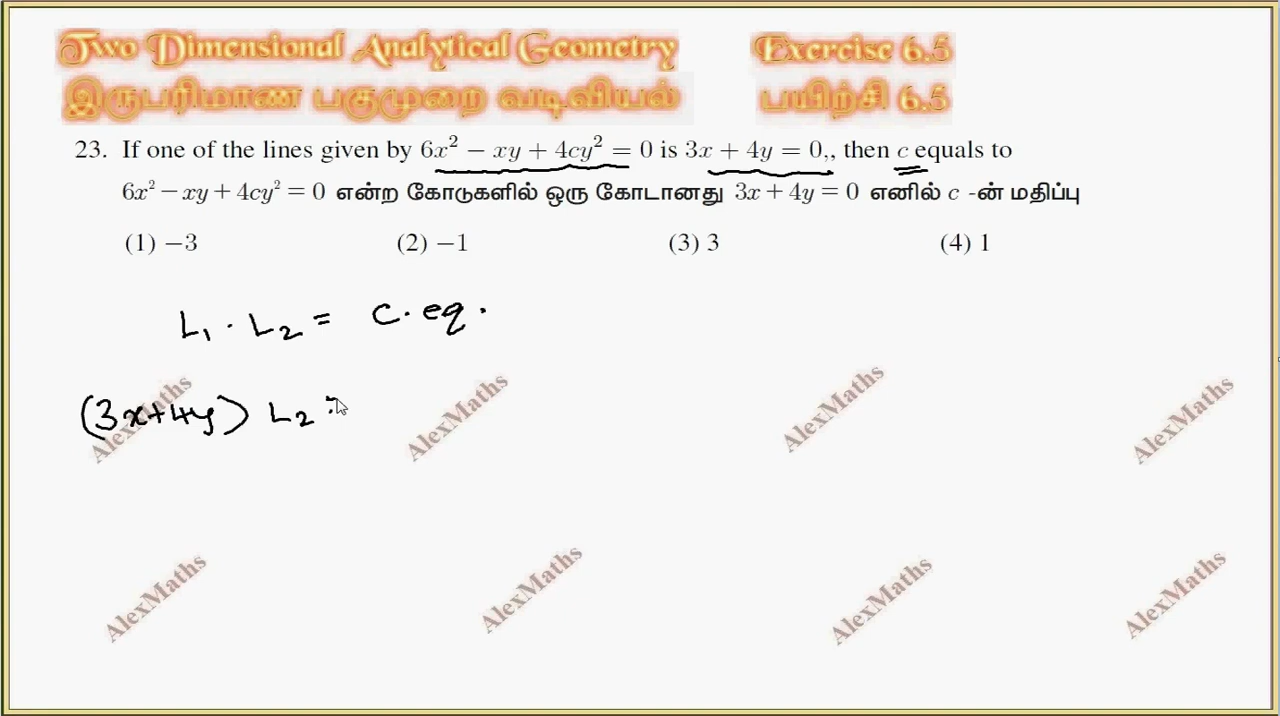 Two Dimensional Analytical Geometry Exercise 6.5
இருபரிமாண பகுமுறை வடிவியல் பயிற்சி 6.5
23. If one of the lines given by 6x² − xy + 4cy² = 0 is 3x + 4y = 0,, then c equals to
6x² − xy + 4cy² = 0 என்ற கோடுகளில் ஒரு கோடானது 3x + 4y = 0 எனில் c -ன் மதிப்பு
(1) −3 (2) −1 (3) 3 (4) 1
L₁ . L₂ = C. eq.
(3x+4y) L₂ =
AlexMaths AlexMaths AlexMaths AlexMaths
AlexMaths AlexMaths AlexMaths AlexMaths